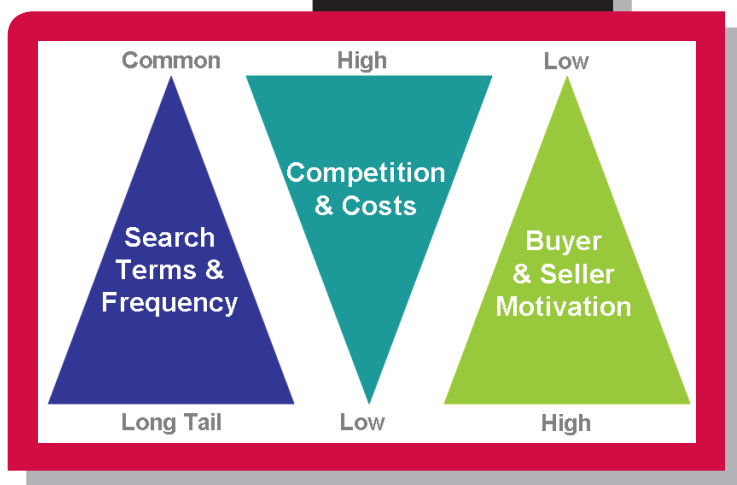 Common
High
Low
Search
Terms &
Frequency
Competition
& Costs
Buyer
& Seller
Motivation
Long Tail
Low
High